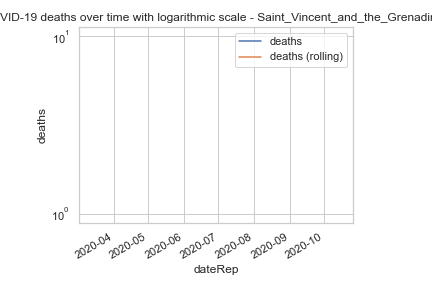 VID-19 deaths over time with logarithmic scale - Saint_Vincent_and_the_Grenadin
10¹
deaths
deaths (rolling)
deaths
10⁰
2020-04
2020-05
2020-06
2020-07
2020-08
2020-09
2020-10
dateRep